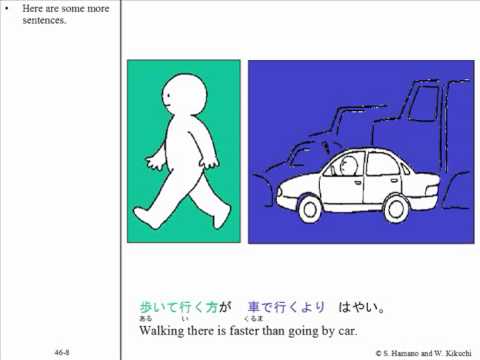 • Here are some more
sentences.
歩いて行く方が　車で行くより　はやい。
ある　い　くるま
Walking there is faster than going by car.
46-8
© S. Hamano and W. Kikuchi